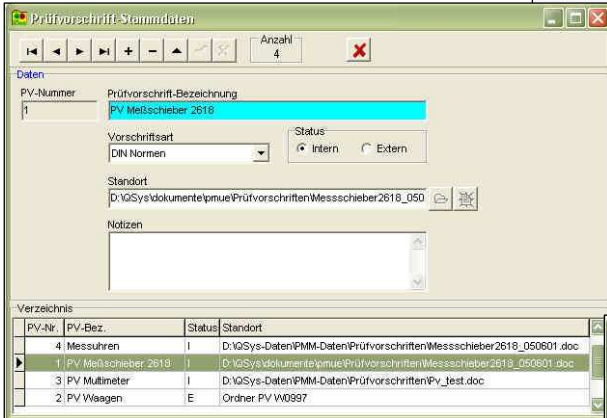 Prüfvorschrift-Stammdaten
Anzahl
4
Daten
PV-Nummer
Prüfvorschrift-Bezeichnung
1
PV Meßschieber 2618
Vorschriftsart
Status
DIN Normen
Intern
Extern
Standort
D:\QSys\dokumente\pmue\Prüfvorschriften\Messschieber2618_050
Notizen
Verzeichnis
PV-Nr. PV-Bez. Status Standort
4 Messuhren I D:\QSys-Daten\PMM-Daten\Prüfvorschriften\Messschieber2618_050601.doc
1 PV Meßschieber 2618 I D:\QSys\dokumente\pmue\Prüfvorschriften\Messschieber2618_050601.doc
3 PV Multimeter I D:\QSys-Daten\PMM-Daten\Prüfvorschriften\Pv_test.doc
2 PV Waagen E Ordner PV W0997